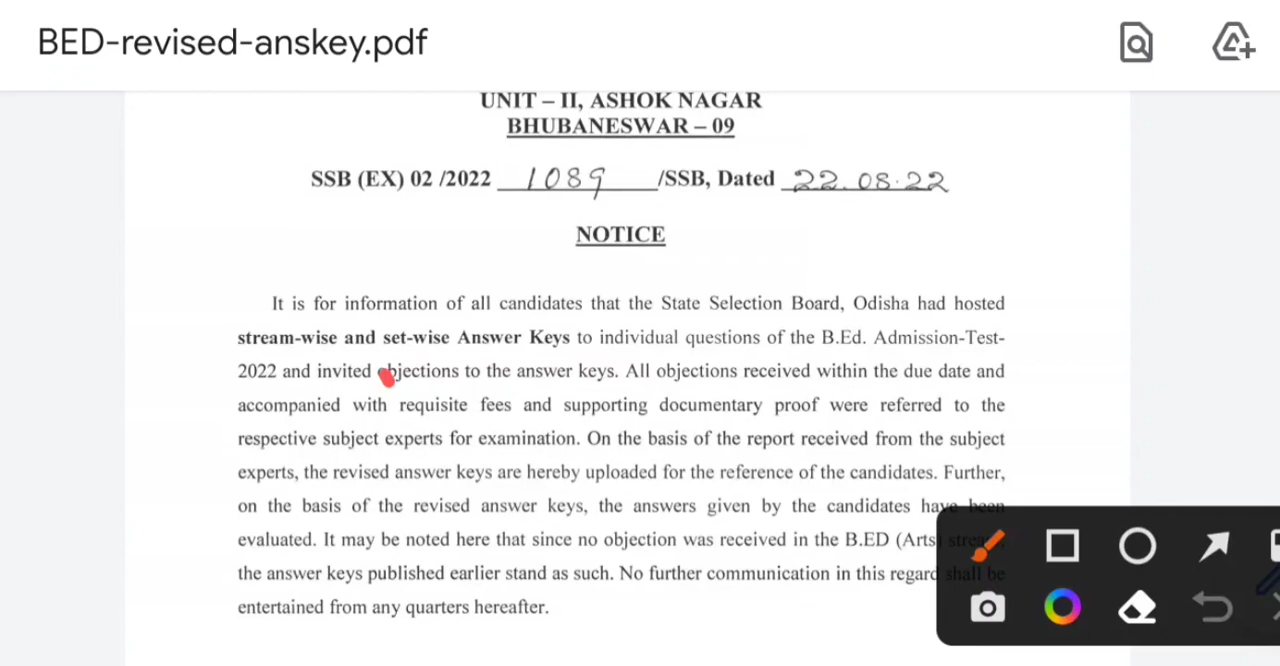 BED-revised-anskey.pdf
UNIT – II, ASHOK NAGAR
BHUBANESWAR – 09
SSB (EX) 02 /2022 1089 /SSB, Dated 22.08.22
NOTICE
It is for information of all candidates that the State Selection Board, Odisha had hosted
stream-wise and set-wise Answer Keys to individual questions of the B.Ed. Admission-Test-
2022 and invited objections to the answer keys. All objections received within the due date and
accompanied with requisite fees and supporting documentary proof were referred to the
respective subject experts for examination. On the basis of the report received from the subject
experts, the revised answer keys are hereby uploaded for the reference of the candidates. Further,
on the basis of the revised answer keys, the answers given by the candidates have been
evaluated. It may be noted here that since no objection was received in the B.ED (Arts) stream,
the answer keys published earlier stand as such. No further communication in this regard shall be
entertained from any quarters hereafter.